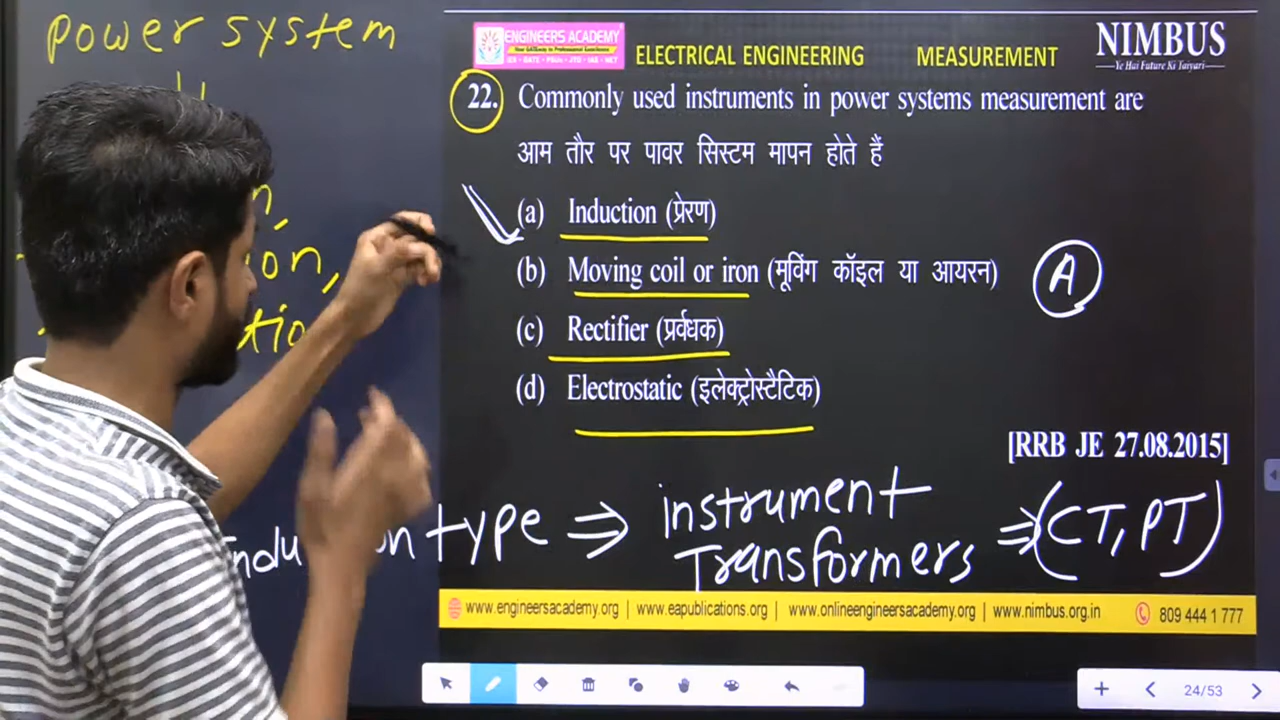 power system
ENGINEERS ACADEMY
ELECTRICAL ENGINEERING MEASUREMENT
NIMBUS
Ye Hai Future Ki Taiyari
22. Commonly used instruments in power systems measurement are
आम तौर पर पावर सिस्टम मापन होते हैं
(a) Induction (प्रेरण)
(b) Moving coil or iron (मूविंग कॉइल या आयरन)
(c) Rectifier (प्रर्वधक)
(d) Electrostatic (इलेक्ट्रोस्टैटिक)
A
[RRB JE 27.08.2015]
type ⇒ instrument Transformers ⇒ (CT, PT)
www.engineersacademy.org | www.eapublications.org | www.onlineengineersacademy.org | www.nimbus.org.in 809 444 1 777
24/53